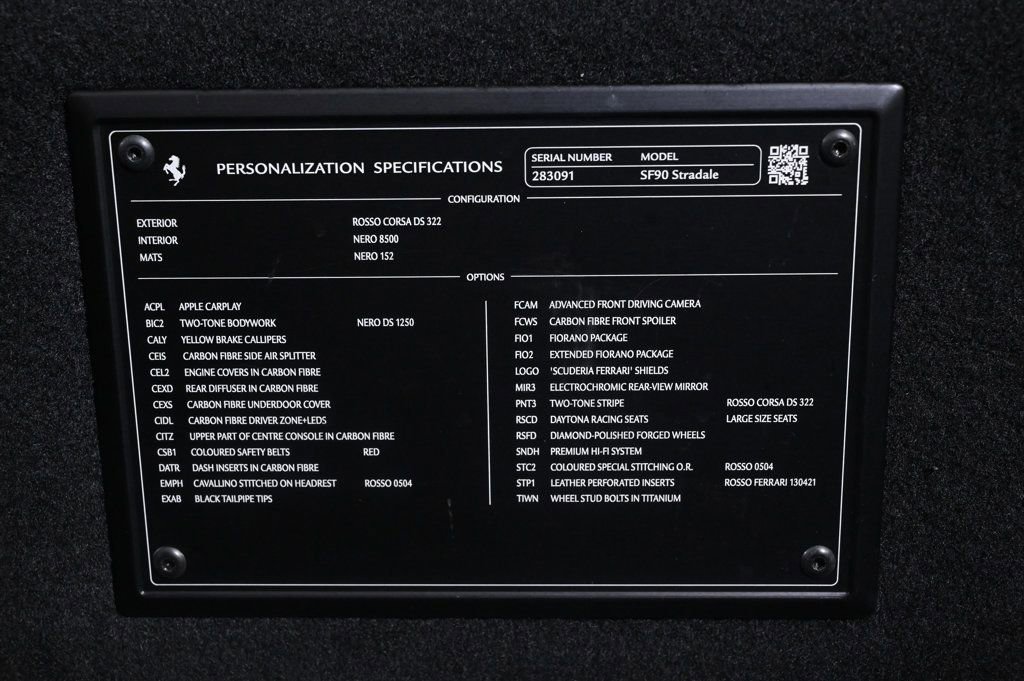 PERSONALIZATION SPECIFICATIONS
SERIAL NUMBER MODEL
283091 SF90 Stradale
CONFIGURATION
EXTERIOR ROSSO CORSA DS 322
INTERIOR NERO 8500
MATS NERO 152
OPTIONS
ACPL APPLE CARPLAY
BIC2 TWO-TONE BODYWORK NERO DS 1250
CALY YELLOW BRAKE CALLIPERS
CEIS CARBON FIBRE SIDE AIR SPLITTER
CEL2 ENGINE COVERS IN CARBON FIBRE
CEXD REAR DIFFUSER IN CARBON FIBRE
CEXS CARBON FIBRE UNDERDOOR COVER
CIDL CARBON FIBRE DRIVER ZONE+LEDS
CITZ UPPER PART OF CENTRE CONSOLE IN CARBON FIBRE
CSB1 COLOURED SAFETY BELTS RED
DATR DASH INSERTS IN CARBON FIBRE
EMPH CAVALLINO STITCHED ON HEADREST ROSSO 0504
EXAB BLACK TAILPIPE TIPS
FCAM ADVANCED FRONT DRIVING CAMERA
FCWS CARBON FIBRE FRONT SPOILER
FIO1 FIORANO PACKAGE
FIO2 EXTENDED FIORANO PACKAGE
LOGO 'SCUDERIA FERRARI' SHIELDS
MIR3 ELECTROCHROMIC REAR-VIEW MIRROR
PNT3 TWO-TONE STRIPE ROSSO CORSA DS 322
RSCD DAYTONA RACING SEATS LARGE SIZE SEATS
RSFD DIAMOND-POLISHED FORGED WHEELS
SNDH PREMIUM HI-FI SYSTEM
STC2 COLOURED SPECIAL STITCHING O.R. ROSSO 0504
STP1 LEATHER PERFORATED INSERTS ROSSO FERRARI 130421
TIWN WHEEL STUD BOLTS IN TITANIUM